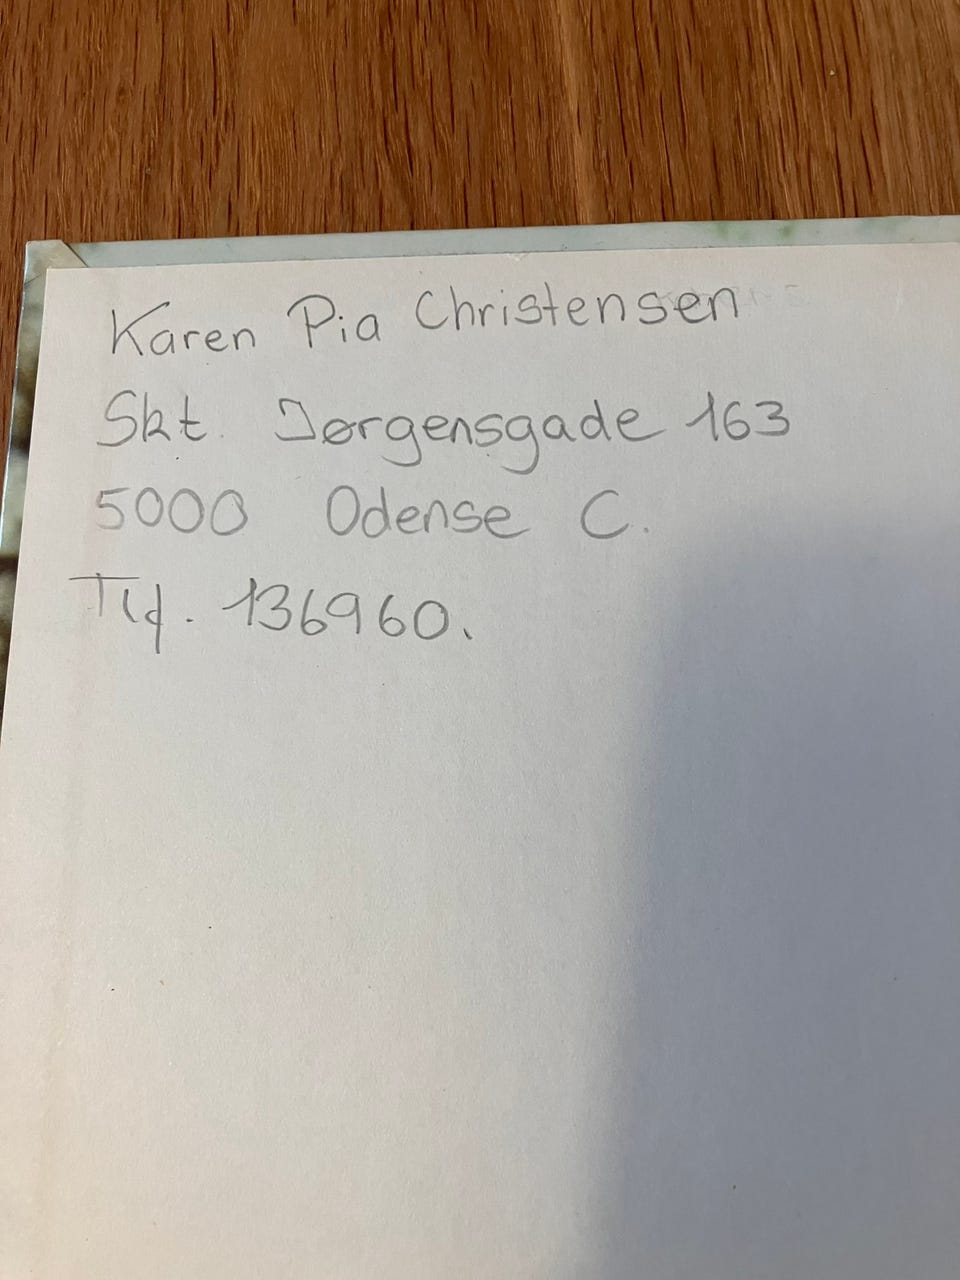 Karen Pia Christensen
Skt. Jørgensgade 163
5000 Odense C.
Tlf. 136960.